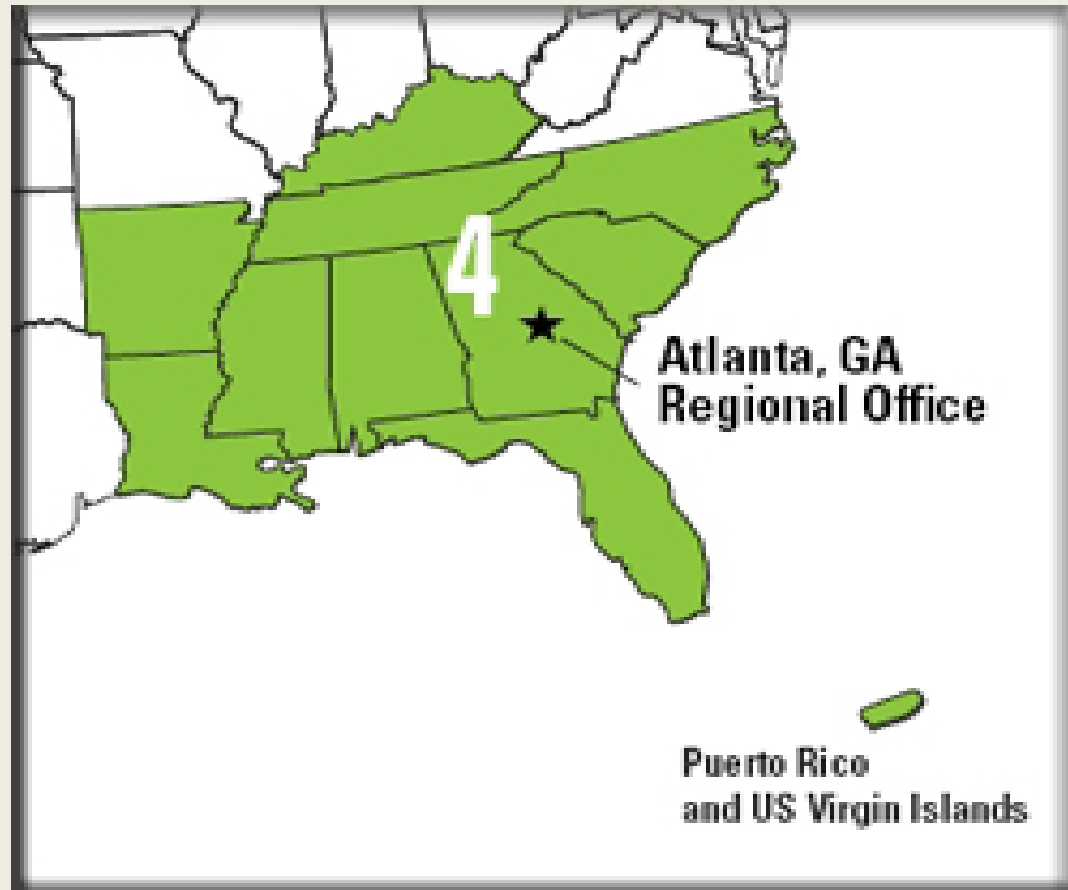 4
Atlanta, GA
Regional Office
Puerto Rico
and US Virgin Islands